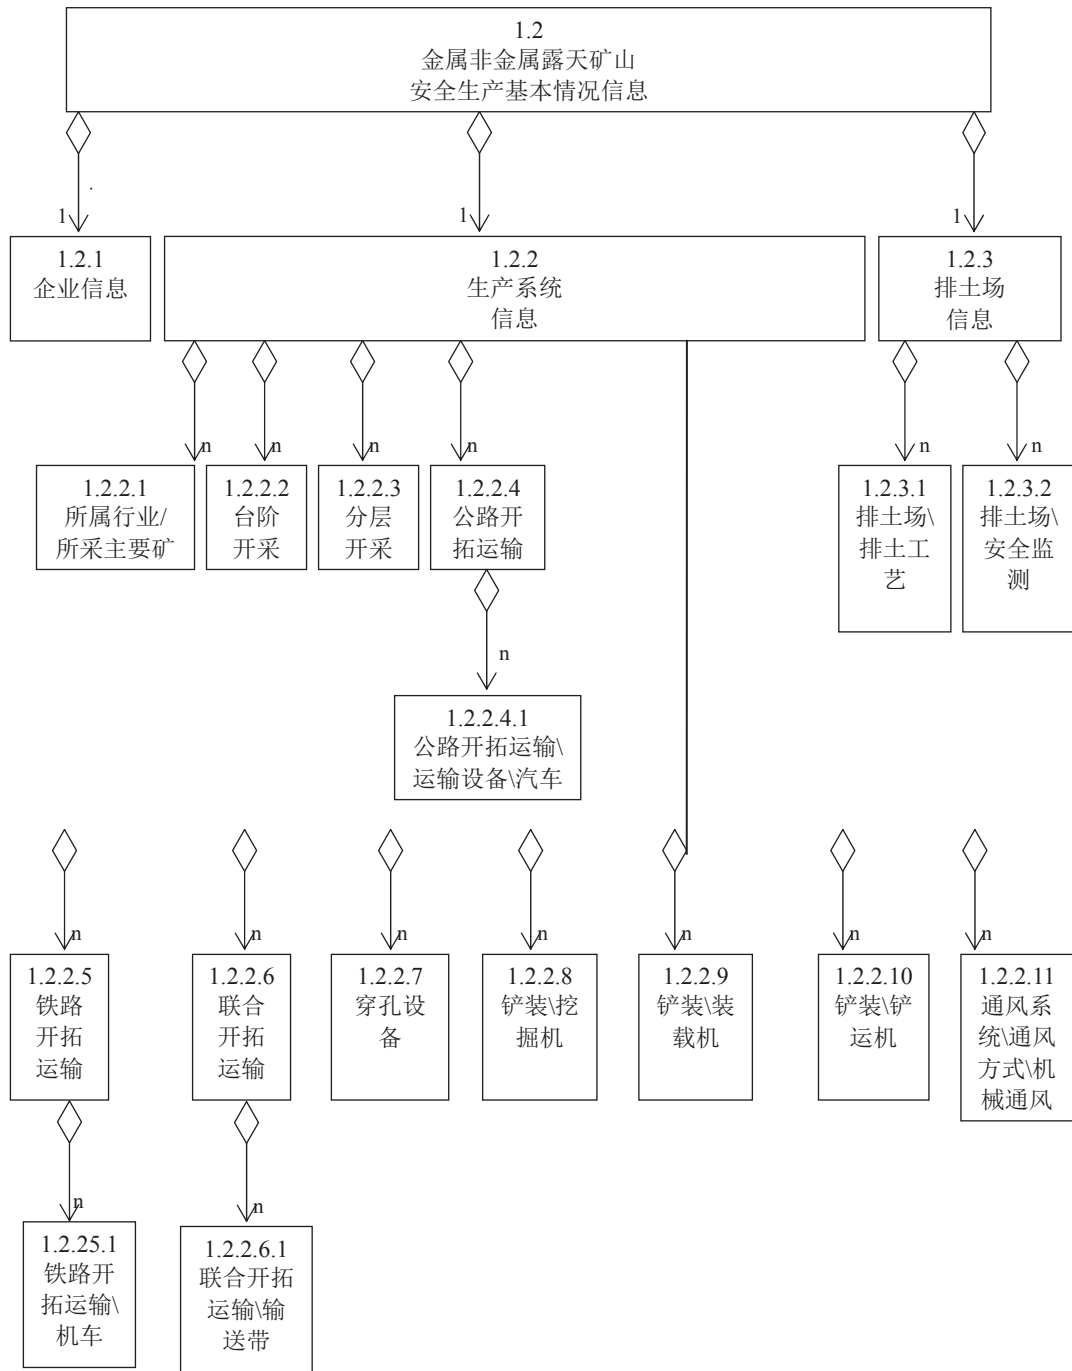 1.2
金属非金属露天矿山
安全生产基本情况信息
1
1
1
1.2.1
企业信息
1.2.2
生产系统
信息
1.2.3
排土场
信息
n
n
n
n
n
n
1.2.2.1
所属行业/
所采主要矿
1.2.2.2
台阶
开采
1.2.2.3
分层
开采
1.2.2.4
公路开
拓运输
1.2.3.1
排土场\
排土工
艺
1.2.3.2
排土场\
安全监
测
n
1.2.2.4.1
公路开拓运输\
运输设备\汽车
n
n
n
n
n
n
n
1.2.2.5
铁路
开拓
运输
1.2.2.6
联合
开拓
运输
1.2.2.7
穿孔设
备
1.2.2.8
铲装\挖
掘机
1.2.2.9
铲装\装
载机
1.2.2.10
铲装\铲
运机
1.2.2.11
通风系
统\通风
方式\机
械通风
n
n
1.2.25.1
铁路开
拓运输\
机车
1.2.2.6.1
联合开拓
运输\输
送带